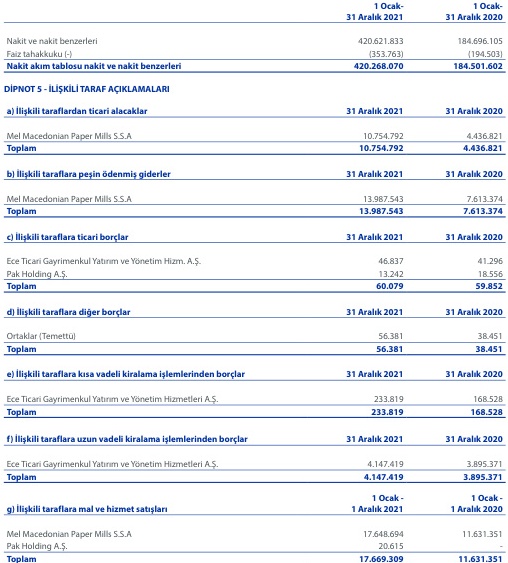 1 Ocak- 1 Ocak-
31 Aralık 2021 31 Aralık 2020
Nakit ve nakit benzerleri 420.621.833 184.696.105
Faiz tahakkuku (-) (353.763) (194.503)
Nakit akım tablosu nakit ve nakit benzerleri 420.268.070 184.501.602
DİPNOT 5 - İLİŞKİLİ TARAF AÇIKLAMALARI
a) İlişkili taraflardan ticari alacaklar 31 Aralık 2021 31 Aralık 2020
Mel Macedonian Paper Mills S.S.A 10.754.792 4.436.821
Toplam 10.754.792 4.436.821
b) İlişkili taraflara peşin ödenmiş giderler 31 Aralık 2021 31 Aralık 2020
Mel Macedonian Paper Mills S.S.A 13.987.543 7.613.374
Toplam 13.987.543 7.613.374
c) İlişkili taraflara ticari borçlar 31 Aralık 2021 31 Aralık 2020
Ece Ticari Gayrimenkul Yatırım ve Yönetim Hizm. A.Ş. 46.837 41.296
Pak Holding A.Ş. 13.242 18.556
Toplam 60.079 59.852
d) İlişkili taraflara diğer borçlar 31 Aralık 2021 31 Aralık 2020
Ortaklar (Temettü) 56.381 38.451
Toplam 56.381 38.451
e) İlişkili taraflara kısa vadeli kiralama işlemlerinden borçlar 31 Aralık 2021 31 Aralık 2020
Ece Ticari Gayrimenkul Yatırım ve Yönetim Hizmetleri A.Ş. 233.819 168.528
Toplam 233.819 168.528
f) İlişkili taraflara uzun vadeli kiralama işlemlerinden borçlar 31 Aralık 2021 31 Aralık 2020
Ece Ticari Gayrimenkul Yatırım ve Yönetim Hizmetleri A.Ş. 4.147.419 3.895.371
Toplam 4.147.419 3.895.371
1 Ocak - 1 Ocak -
g) İlişkili taraflara mal ve hizmet satışları 1 Aralık 2021 1 Aralık 2020
Mel Macedonian Paper Mills S.S.A 17.648.694 11.631.351
Pak Holding A.Ş. 20.615 -
Toplam 17.669.309 11.631.351